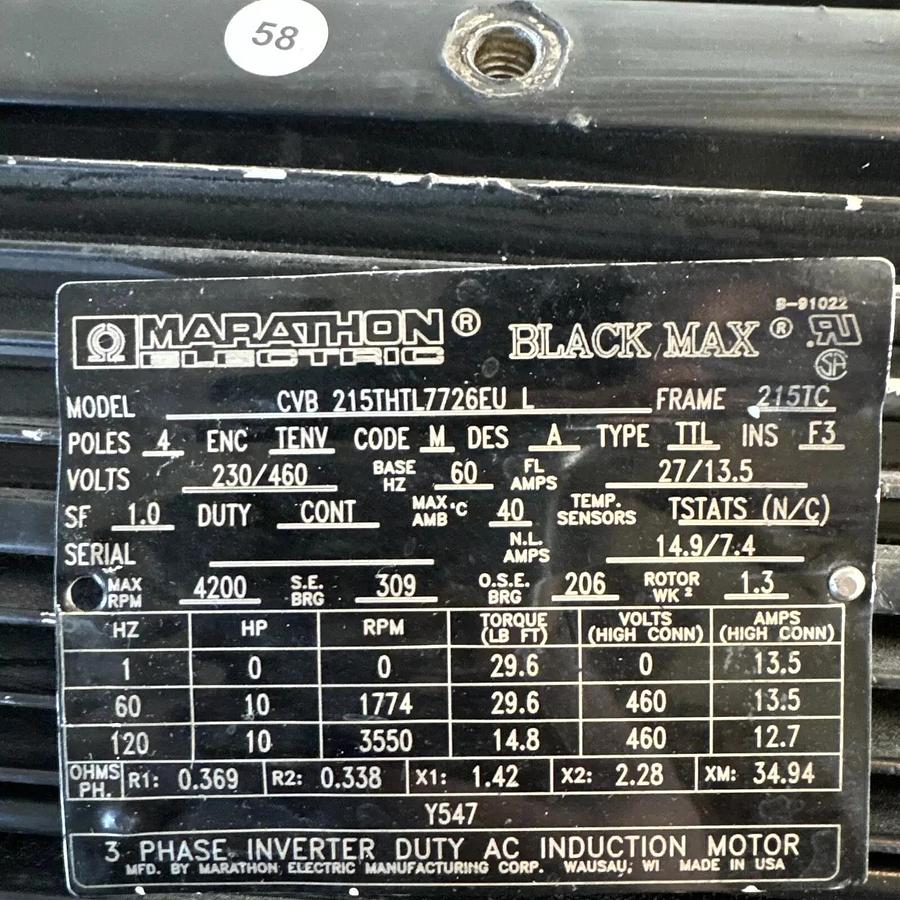 58
9-91022
MARATHON ® BLACK MAX ®
ELECTRIC
MODEL CVB 215THTL7726EU L FRAME 215TC
POLES 4 ENC TENV CODE M DES A TYPE TTL INS F3
VOLTS 230/460 BASE HZ 60 FL AMPS 27/13.5
SF 1.0 DUTY CONT MAX °C AMB 40 TEMP. SENSORS TSTATS (N/C)
SERIAL N.L. AMPS 14.9/7.4
MAX RPM 4200 S.E. BRG 309 O.S.E. BRG 206 ROTOR WK² 1.3
HZ HP RPM TORQUE (LB FT) VOLTS (HIGH CONN) AMPS (HIGH CONN)
1 0 0 29.6 0 13.5
60 10 1774 29.6 460 13.5
120 10 3550 14.8 460 12.7
OHMS PH. R1: 0.369 R2: 0.338 X1: 1.42 X2: 2.28 XM: 34.94
Y547
3 PHASE INVERTER DUTY AC INDUCTION MOTOR
MFD. BY MARATHON ELECTRIC MANUFACTURING CORP. WAUSAU, WI MADE IN USA